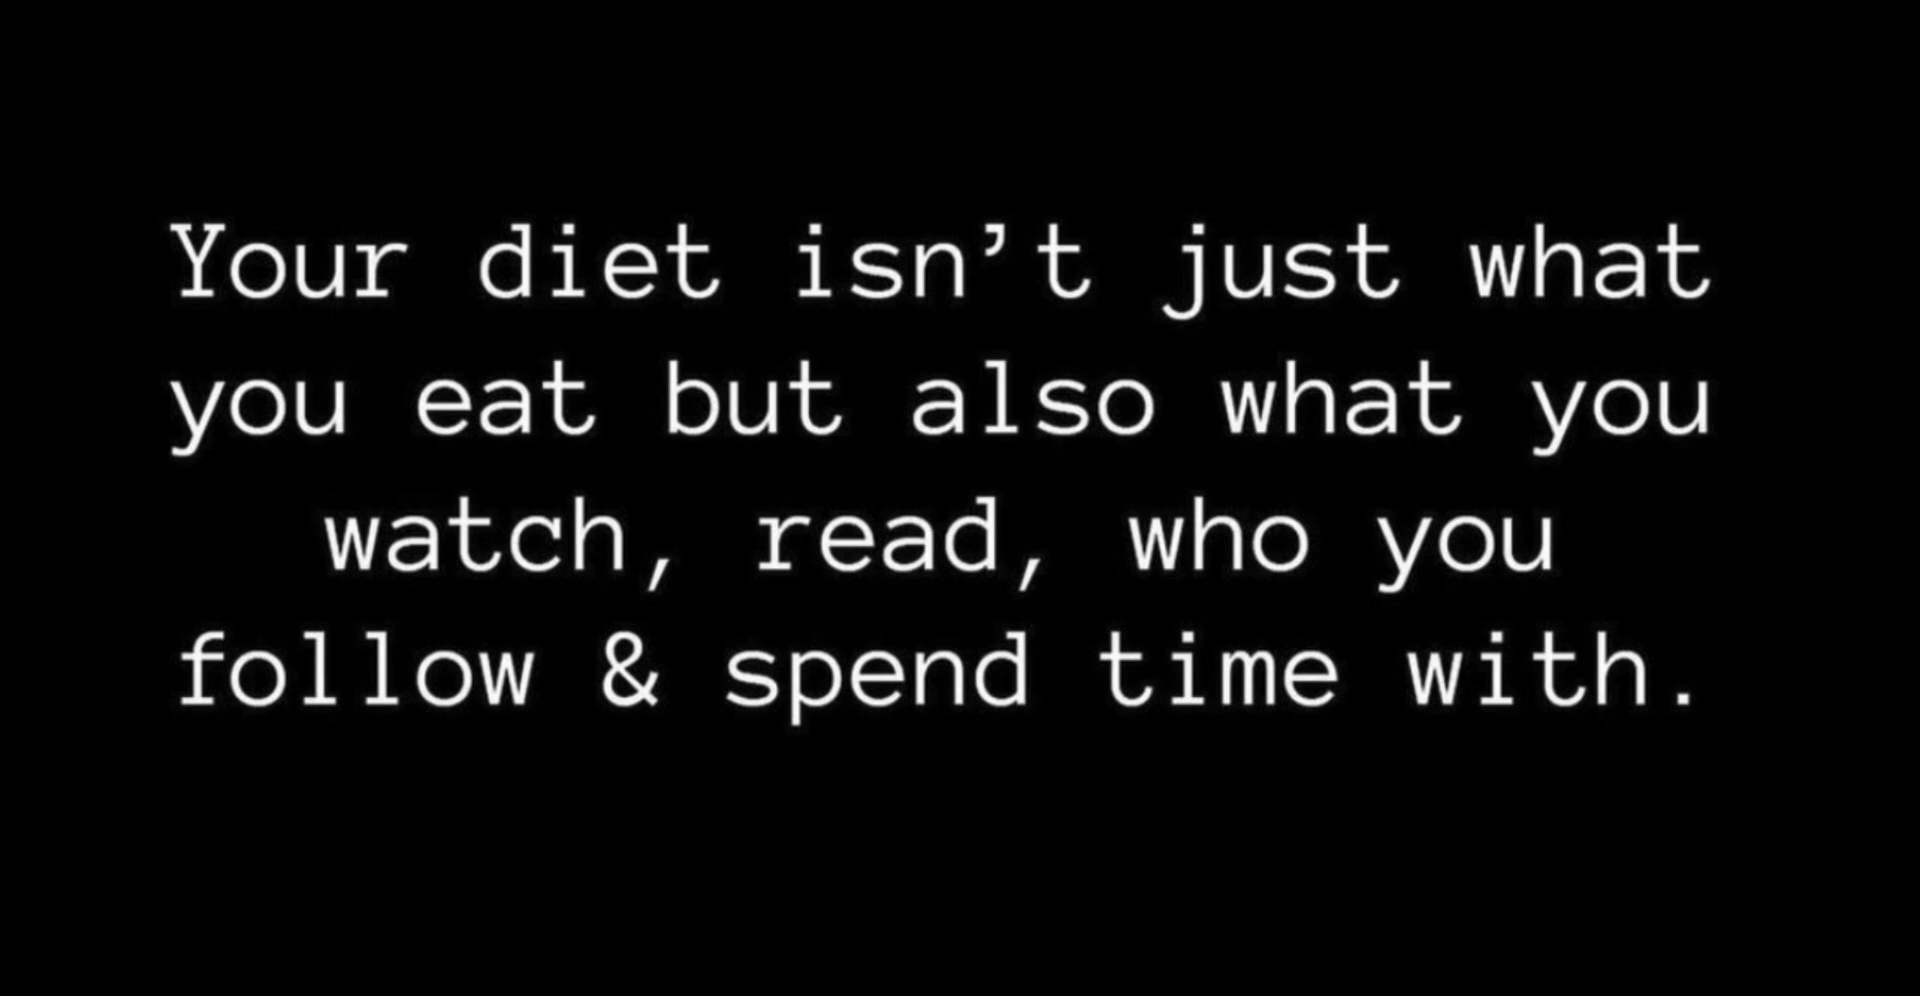 Your diet isn’t just what
you eat but also what you
watch, read, who you
follow & spend time with.